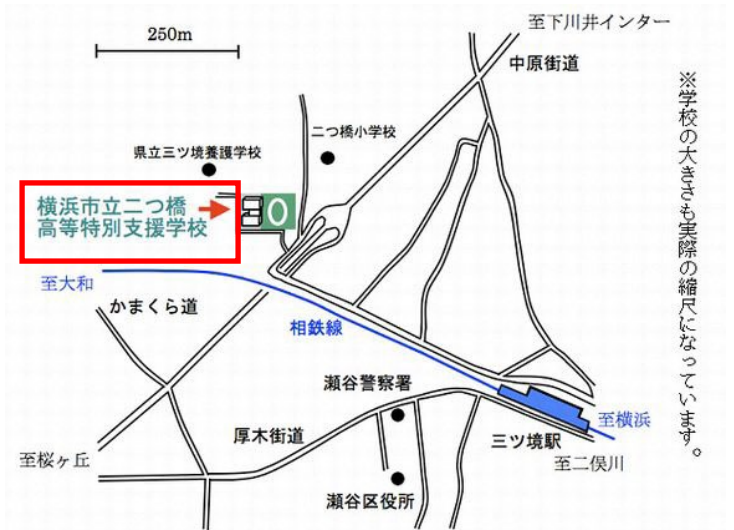 至下川井インター
250m
中原街道
二つ橋小学校
県立三ツ境養護学校
横浜市立二つ橋
高等特別支援学校
至大和
かまくら道
相鉄線
瀬谷警察署
至横浜
厚木街道
三ツ境駅
至桜ヶ丘
至二俣川
瀬谷区役所
※学校の大きさも実際の縮尺になっています。